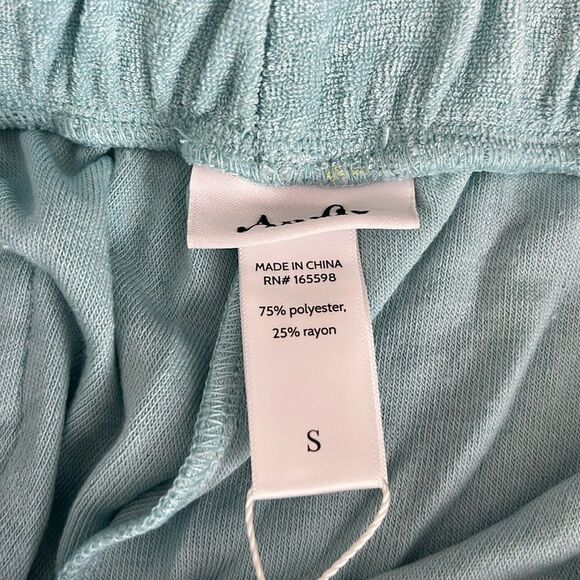 MADE IN CHINA
RN# 165598
75% polyester,
25% rayon
S